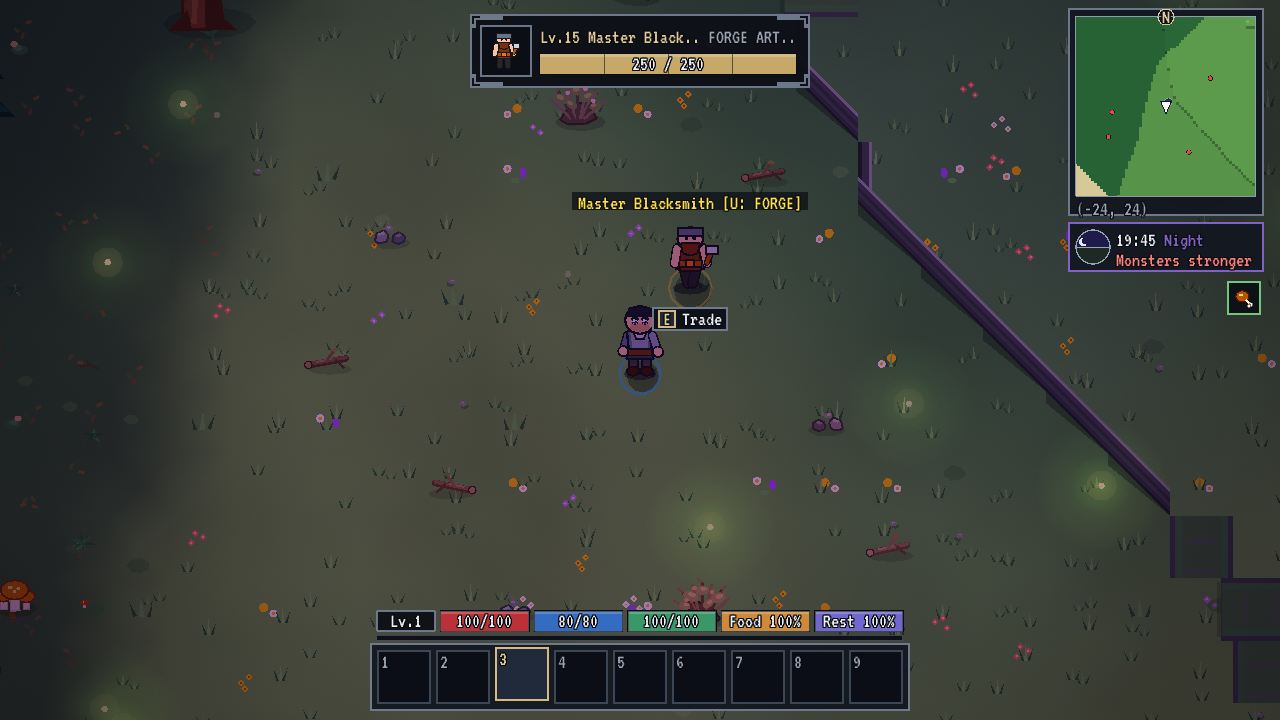 Lv.15 Master Black.. FORGE ART..
250 / 250
N
(-24, 24)
19:45 Night
Monsters stronger
Master Blacksmith [U: FORGE]
E Trade
Lv.1 100/100 80/80 100/100 Food 100% Rest 100%
1 2 3 4 5 6 7 8 9